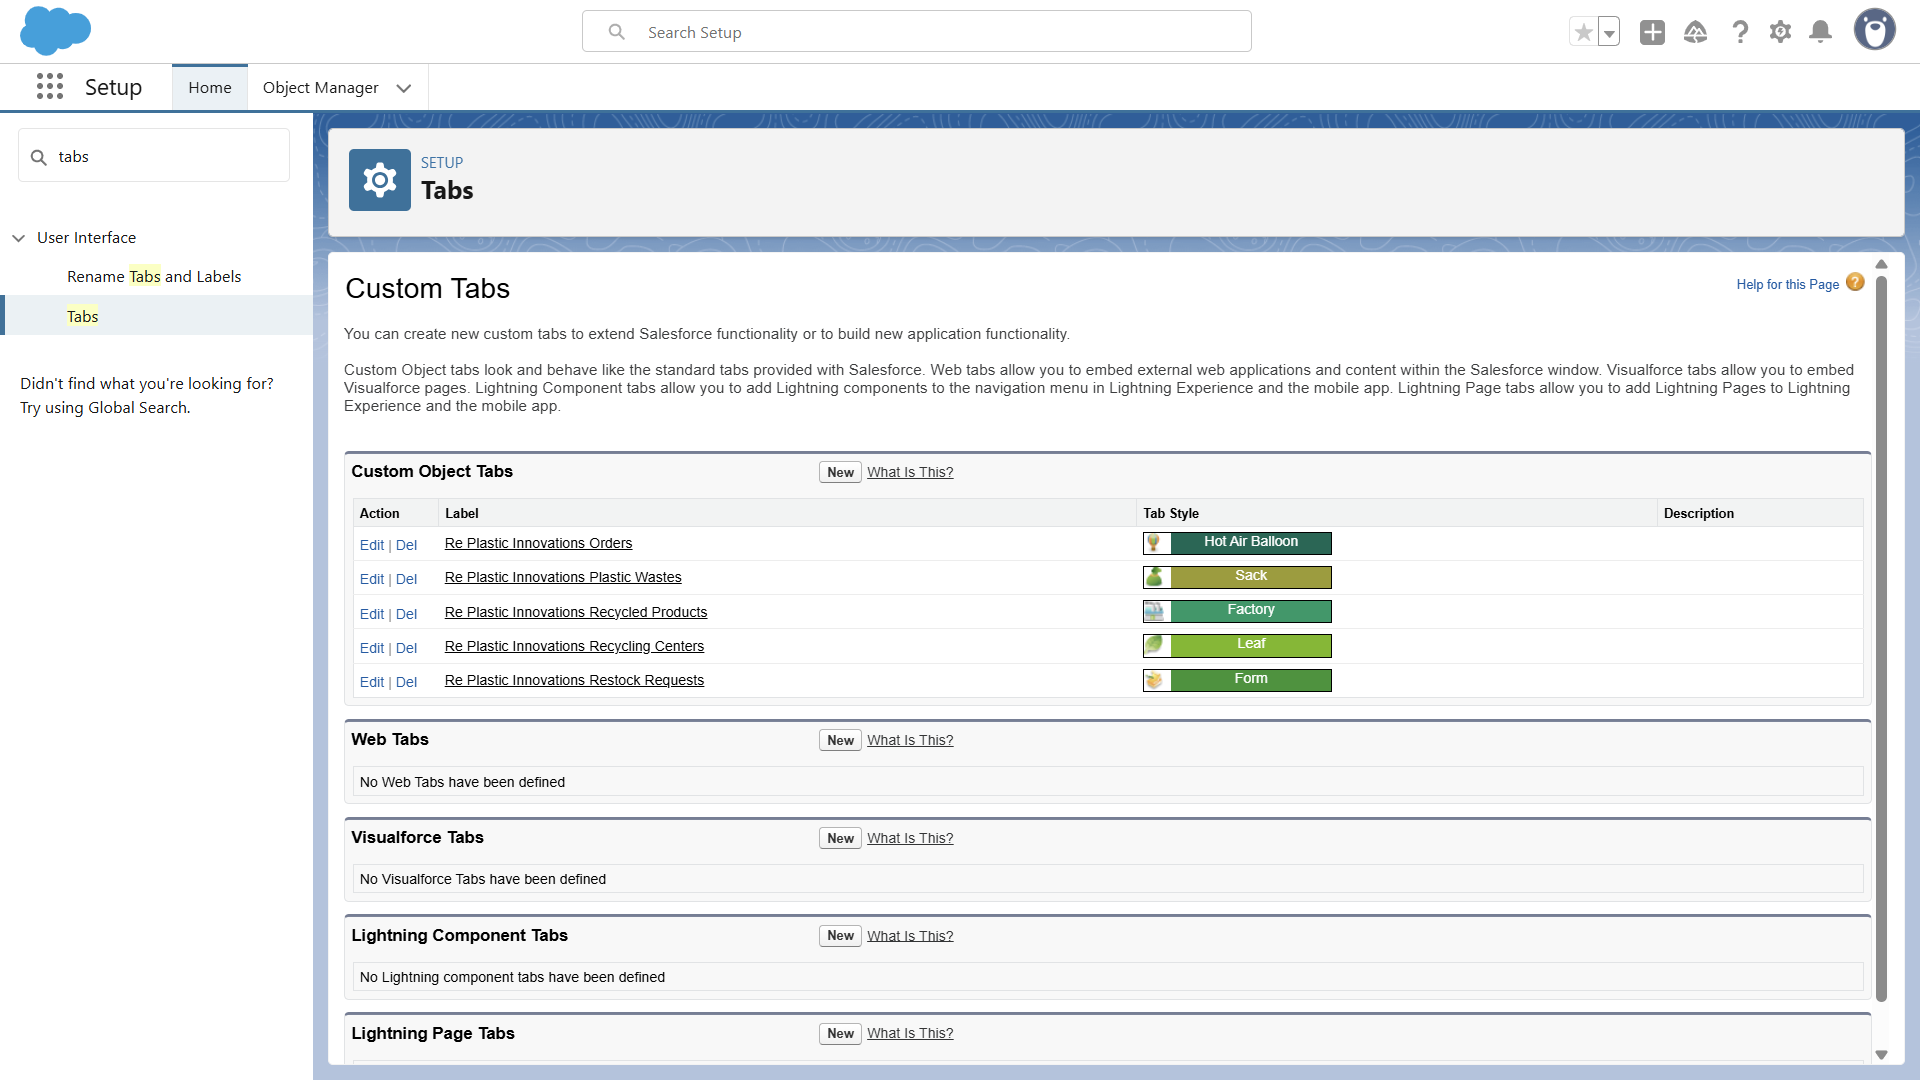 Search Setup
Setup
Home
Object Manager
tabs
User Interface
Rename Tabs and Labels
Tabs
Didn't find what you're looking for?
Try using Global Search.
SETUP
Tabs
Custom Tabs
Help for this Page
You can create new custom tabs to extend Salesforce functionality or to build new application functionality.
Custom Object tabs look and behave like the standard tabs provided with Salesforce. Web tabs allow you to embed external web applications and content within the Salesforce window. Visualforce tabs allow you to embed
Visualforce pages. Lightning Component tabs allow you to add Lightning components to the navigation menu in Lightning Experience and the mobile app. Lightning Page tabs allow you to add Lightning Pages to Lightning
Experience and the mobile app.
Custom Object Tabs New What Is This?
Action Label Tab Style Description
Edit | Del Re Plastic Innovations Orders Hot Air Balloon
Edit | Del Re Plastic Innovations Plastic Wastes Sack
Edit | Del Re Plastic Innovations Recycled Products Factory
Edit | Del Re Plastic Innovations Recycling Centers Leaf
Edit | Del Re Plastic Innovations Restock Requests Form
Web Tabs New What Is This?
No Web Tabs have been defined
Visualforce Tabs New What Is This?
No Visualforce Tabs have been defined
Lightning Component Tabs New What Is This?
No Lightning component tabs have been defined
Lightning Page Tabs New What Is This?